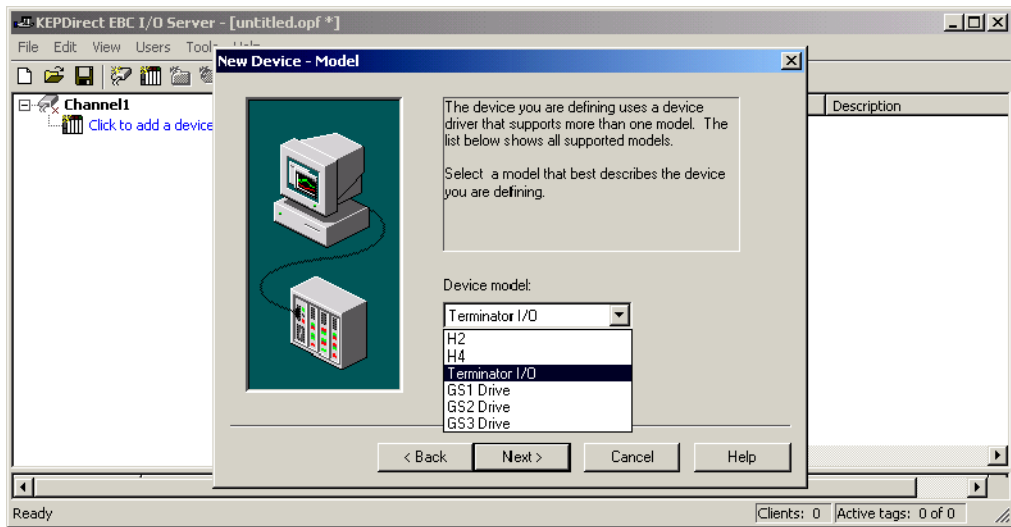 KEPDirect EBC I/O Server - [untitled.opf *]
File Edit View Users Tools Help
New Device - Model
Channel1
Click to add a device
Description
The device you are defining uses a device
driver that supports more than one model. The
list below shows all supported models.
Select a model that best describes the device
you are defining.
Device model:
Terminator I/O
H2
H4
Terminator I/O
GS1 Drive
GS2 Drive
GS3 Drive
< Back Next > Cancel Help
Ready
Clients: 0 Active tags: 0 of 0